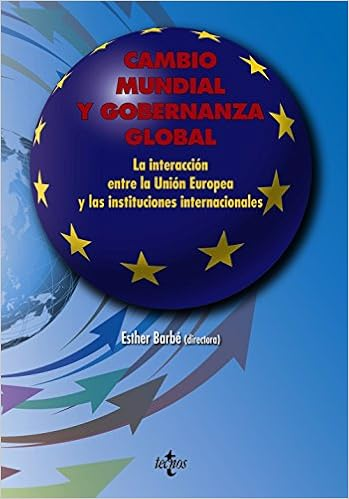 CAMBIO
MUNDIAL
Y GOBERNANZA
GLOBAL
La interacción
entre la Unión Europea
y las instituciones internacionales
Esther Barbé (directora)
tecnos